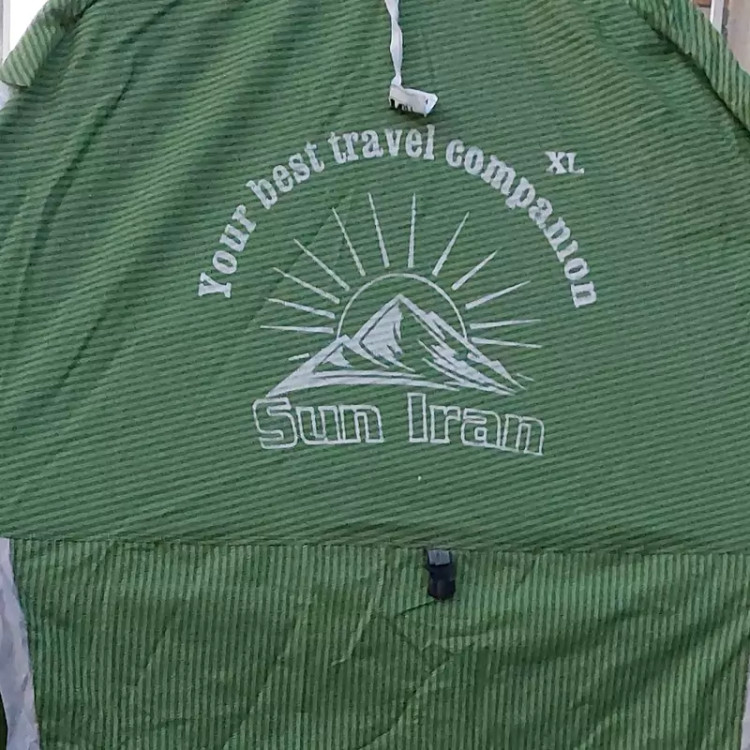 Your best travel companion
XL
Sun Iran